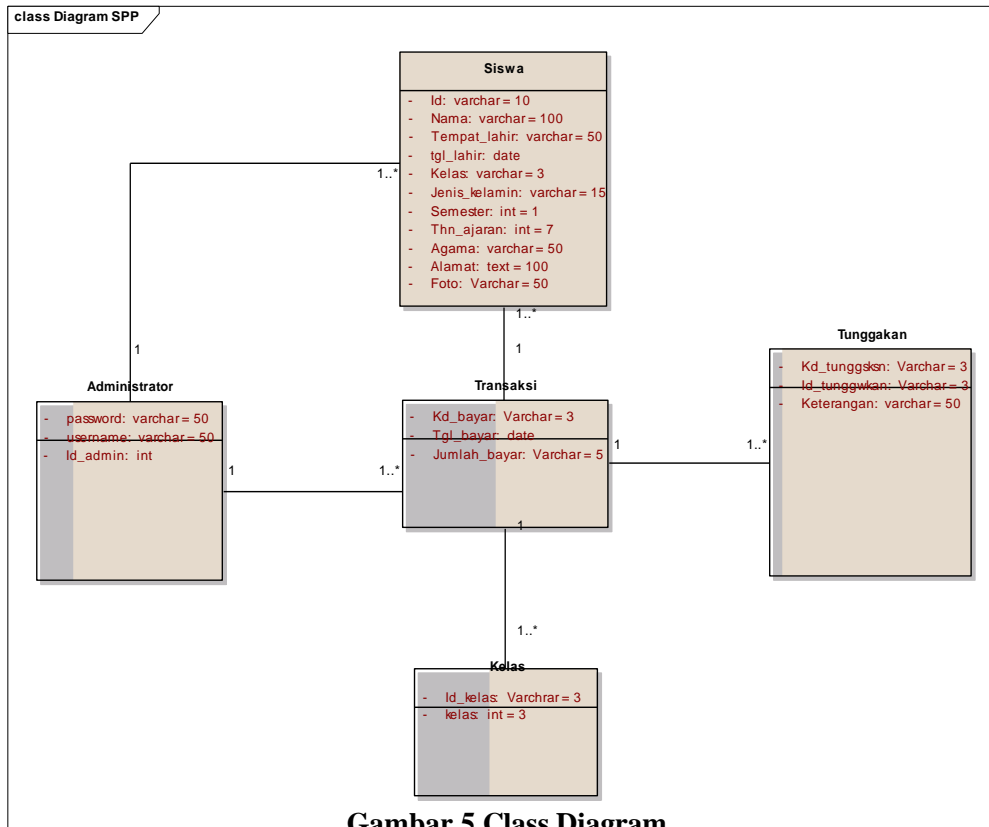 class Diagram SPP
Siswa
- Id: varchar = 10
- Nama: varchar = 100
- Tempat_lahir: varchar = 50
- tgl_lahir: date
- Kelas: varchar = 3
- Jenis_kelamin: varchar = 15
- Semester: int = 1
- Thn_ajaran: int = 7
- Agama: varchar = 50
- Alamat: text = 100
- Foto: Varchar = 50
1..*
1..*
1
1
Administrator
- password: varchar = 50
- username: varchar = 50
- Id_admin: int
Transaksi
- Kd_bayar: Varchar = 3
- Tgl_bayar: date
- Jumlah_bayar: Varchar = 5
Tunggakan
- Kd_tunggsksn: Varchar = 3
- Id_tunggwkan: Varchar = 3
- Keterangan: varchar = 50
1
1..*
1
1..*
1
1..*
Kelas
- Id_kelas: Varchrar = 3
- kelas: int = 3
Gambar 5 Class Diagram